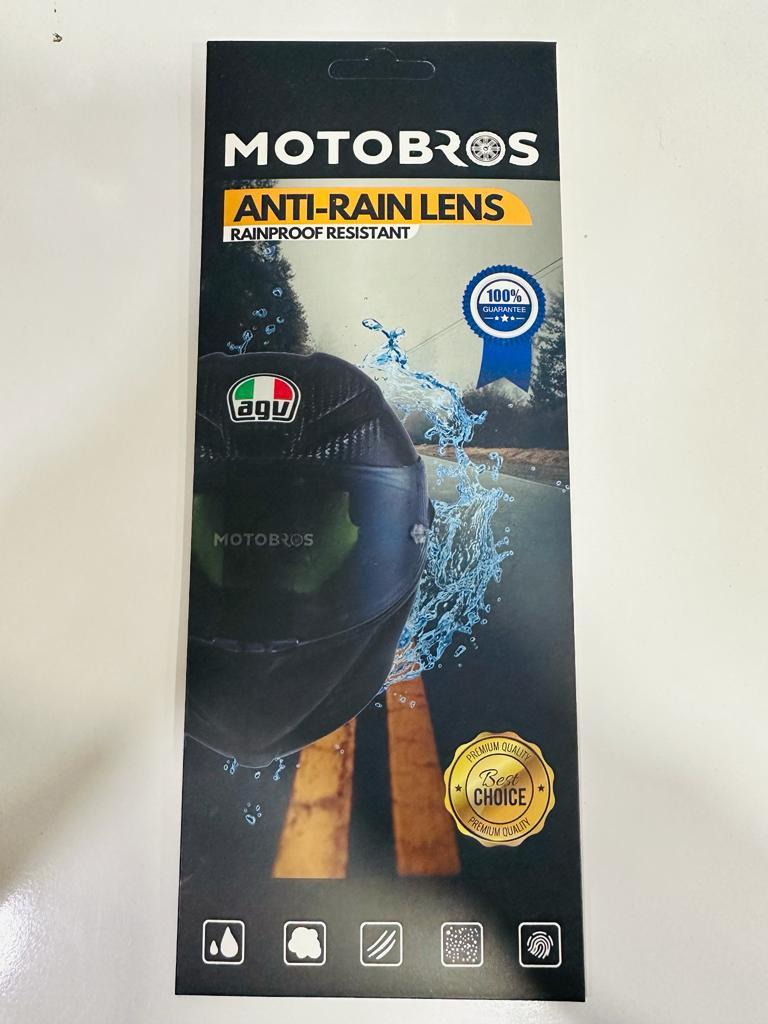 MOTOBROS
ANTI-RAIN LENS
RAINPROOF RESISTANT
100%
GUARANTEE
agv
MOTOBROS
PREMIUM QUALITY
Best
CHOICE
PREMIUM QUALITY